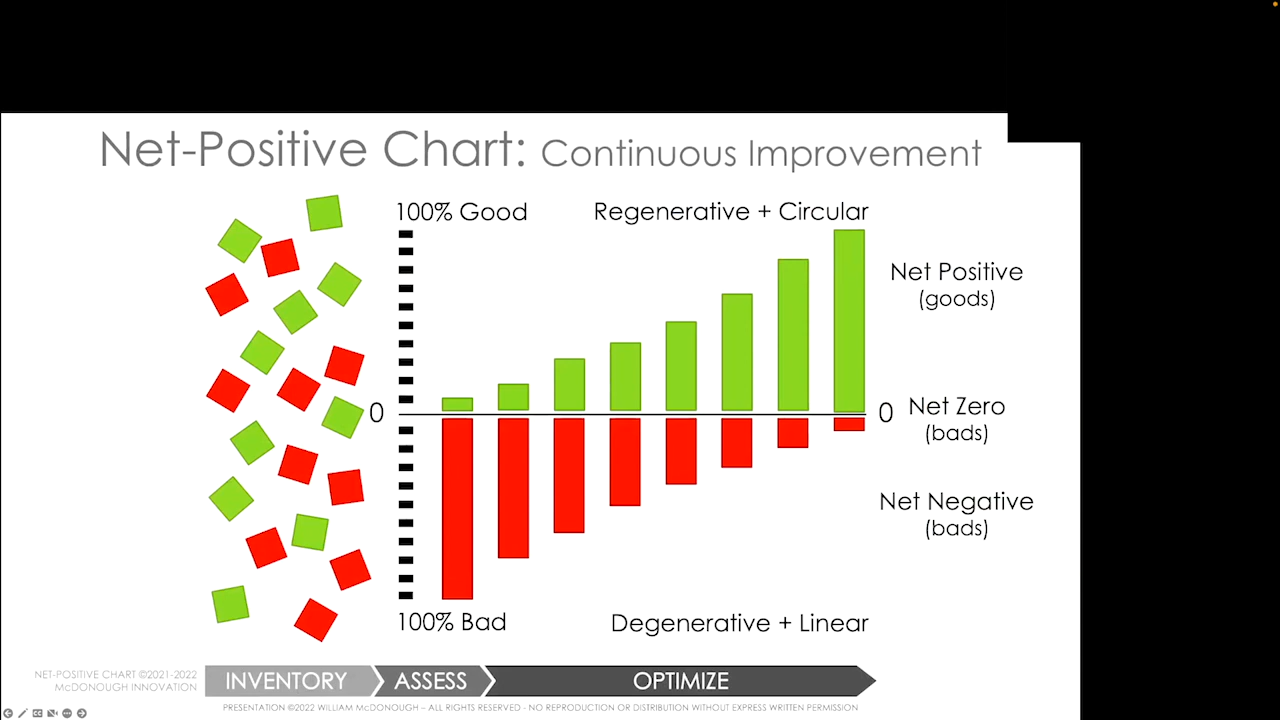 Net-Positive Chart: Continuous Improvement
100% Good
Regenerative + Circular
Net Positive
(goods)
0
0
Net Zero
(bads)
Net Negative
(bads)
100% Bad
Degenerative + Linear
NET-POSITIVE CHART ©2021-2022
McDONOUGH INNOVATION
INVENTORY
ASSESS
OPTIMIZE
PRESENTATION ©2022 WILLIAM McDONOUGH – ALL RIGHTS RESERVED - NO REPRODUCTION OR DISTRIBUTION WITHOUT EXPRESS WRITTEN PERMISSION